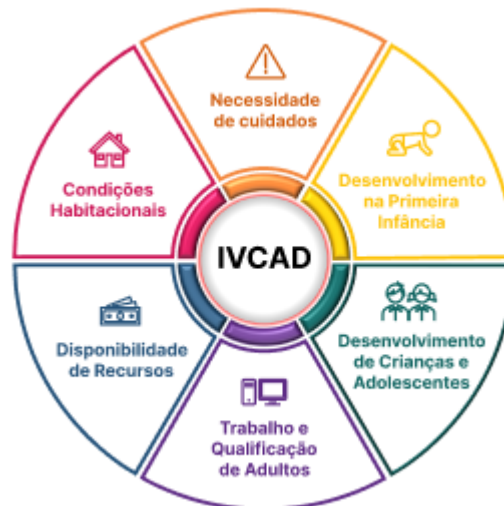 Necessidade
de cuidados
Desenvolvimento
na Primeira
Infância
Desenvolvimento
de Crianças e
Adolescentes
Trabalho e
Qualificação
de Adultos
Disponibilidade
de Recursos
Condições
Habitacionais
IVCAD